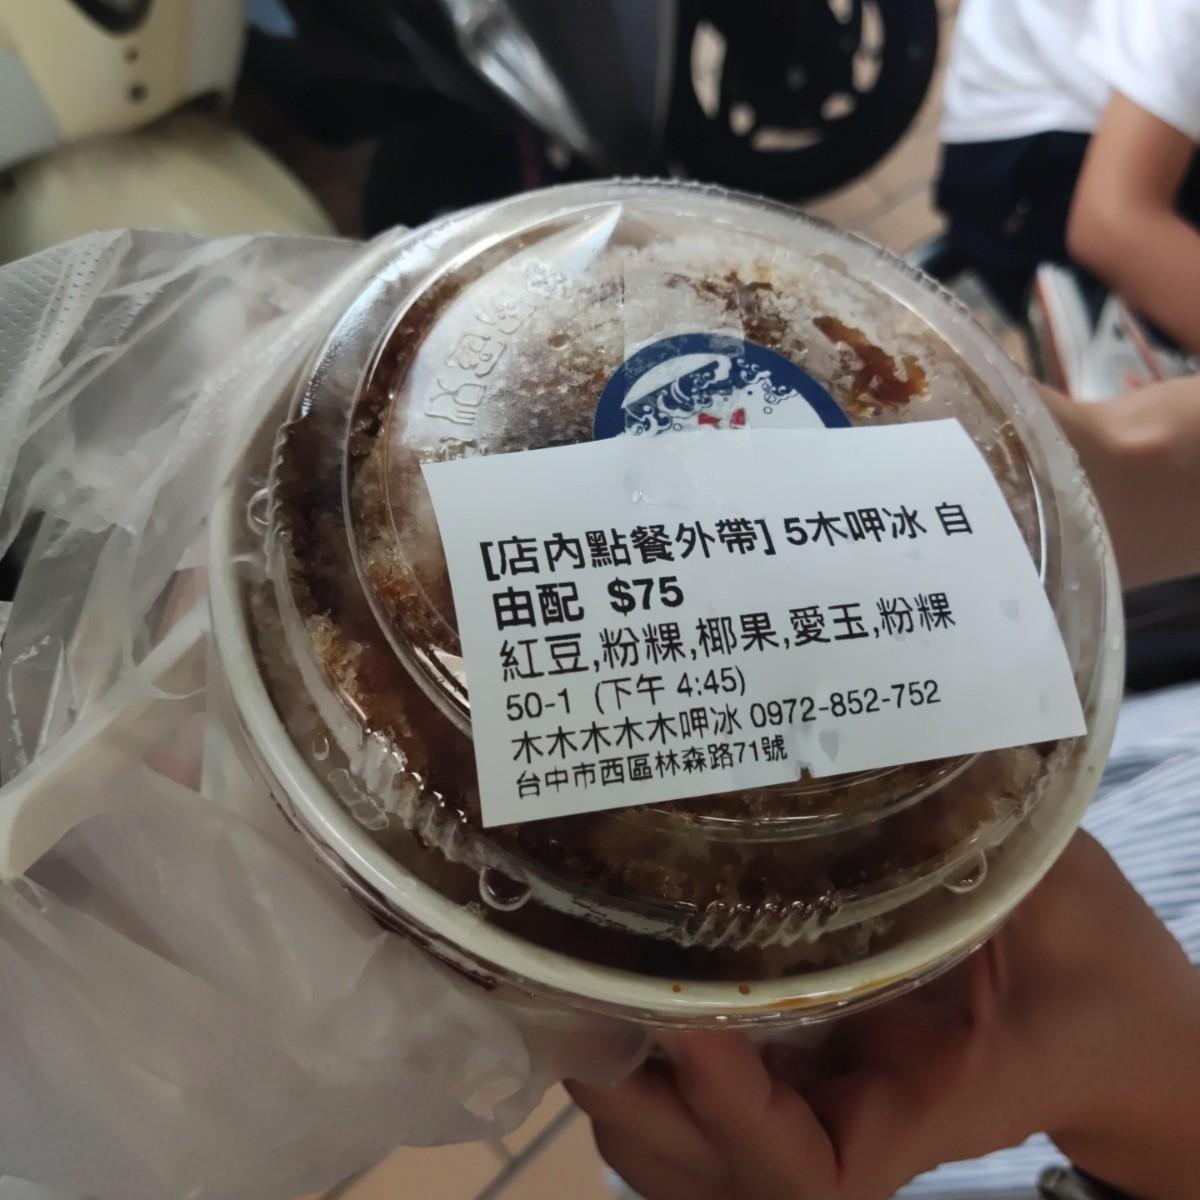 [店內點餐外帶] 5木呷冰 自
由配 $75
紅豆,粉粿,椰果,愛玉,粉粿
50-1 (下午 4:45)
木木木木木呷冰 0972-852-752
台中市西區林森路71號